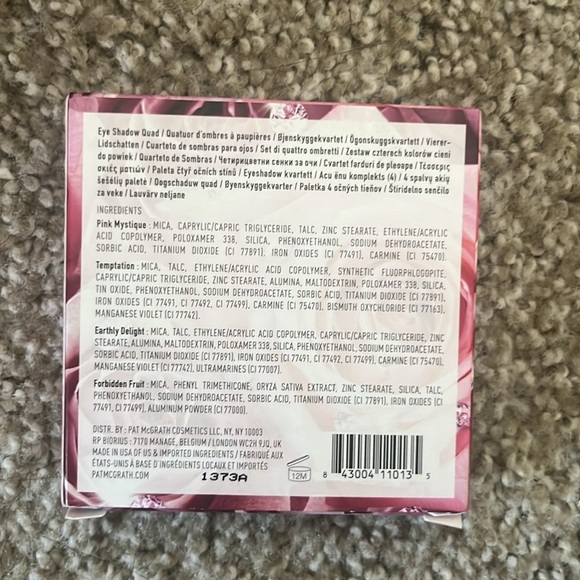 Eye Shadow Quad / Quatuor d'ombres à paupières / Øjenskyggekvartet / Ögonskuggskvartett / Vierer-
Lidschatten / Cuarteto de sombras para ojos / Set di quattro ombretti / Zestaw czterech kolorów cieni
do powiek / Quarteto de Sombras / Четирицветни сенки за очи / Cvartet farduri de pleoape / Τέσσερις
σκιές ματιών / Paleta čtyř očních stínů / Eyeshadow kvartett / Acu ēnu komplekts (4) / 4 spalvų akių
šešėlių paletė / Oogschaduw quad / Øyenskyggekvarter / Paletka 4 očných tieňov / Štiridelno senčilo
za veke / Lauvärv neljane
INGREDIENTS
Pink Mystique : MICA, CAPRYLIC/CAPRIC TRIGLYCERIDE, TALC, ZINC STEARATE, ETHYLENE/ACRYLIC
ACID COPOLYMER, POLOXAMER 338, SILICA, PHENOXYETHANOL, SODIUM DEHYDROACETATE,
SORBIC ACID, TITANIUM DIOXIDE (CI 77891), IRON OXIDES (CI 77491), CARMINE (CI 75470).
Temptation : MICA, TALC, ETHYLENE/ACRYLIC ACID COPOLYMER, SYNTHETIC FLUORPHLOGOPITE,
CAPRYLIC/CAPRIC TRIGLYCERIDE, ZINC STEARATE, ALUMINA, MALTODEXTRIN, POLOXAMER 338, SILICA,
TIN OXIDE, PHENOXYETHANOL, SODIUM DEHYDROACETATE, SORBIC ACID, TITANIUM DIOXIDE (CI 77891),
IRON OXIDES (CI 77491, CI 77492, CI 77499), CARMINE (CI 75470), BISMUTH OXYCHLORIDE (CI 77163),
MANGANESE VIOLET (CI 77742).
Earthly Delight : MICA, TALC, ETHYLENE/ACRYLIC ACID COPOLYMER, CAPRYLIC/CAPRIC TRIGLYCERIDE, ZINC
STEARATE, ALUMINA, MALTODEXTRIN, POLOXAMER 338, SILICA, PHENOXYETHANOL, SODIUM DEHYDROACETATE,
SORBIC ACID, TITANIUM DIOXIDE (CI 77891), IRON OXIDES (CI 77491, CI 77492, CI 77499), CARMINE (CI 75470),
MANGANESE VIOLET (CI 77742), ULTRAMARINES (CI 77007).
Forbidden Fruit : MICA, PHENYL TRIMETHICONE, ORYZA SATIVA EXTRACT, ZINC STEARATE, SILICA, TALC,
PHENOXYETHANOL, SODIUM DEHYDROACETATE, SORBIC ACID, TITANIUM DIOXIDE (CI 77891), IRON OXIDES (CI
77491, CI 77499), ALUMINUM POWDER (CI 77000).
DISTR. BY : PAT McGRATH COSMETICS LLC, NY, NY 10003
RP BIORIUS : 7170 MANAGE, BELGIUM / LONDON WC2H 9JQ, UK
MADE IN USA OF US & IMPORTED INGREDIENTS / FABRIQUÉ AUX
ÉTATS-UNIS À BASE D'INGRÉDIENTS LOCAUX ET IMPORTÉS
PATMCGRATH.COM
1373A
12M
8 43004 11013 5